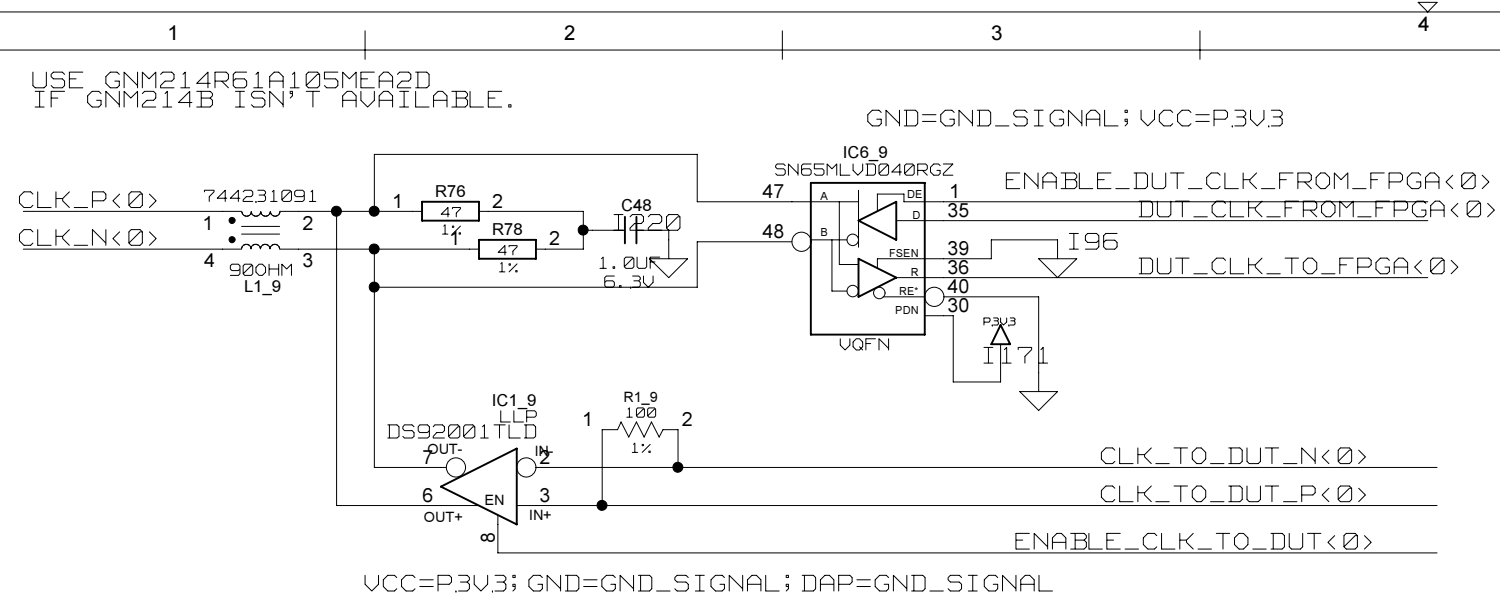 1 2 3 4
USE GNM214R61A105MEA2D
IF GNM214B ISN'T AVAILABLE.
GND=GND_SIGNAL;VCC=P3V3
IC6_9
SN65MLVD040RGZ
CLK_P<0>
744231091
1
2
R76
1
47
2
1%
C48
I220
1.0UF
6.3V
CLK_N<0>
4
3
90OHM
L1_9
1
R78
47
2
1%
47
A
DE
1
ENABLE_DUT_CLK_FROM_FPGA<0>
D
35
DUT_CLK_FROM_FPGA<0>
48
B
FSEN
39
I96
R
36
DUT_CLK_TO_FPGA<0>
RE*
40
PDN
30
VQFN
P3V3
I171
IC1_9
LLP
DS92001TLD
R1_9
1
100
2
1%
OUT-
7
IN-
2
CLK_TO_DUT_N<0>
6
OUT+
EN
3
IN+
CLK_TO_DUT_P<0>
8
ENABLE_CLK_TO_DUT<0>
VCC=P3V3;GND=GND_SIGNAL;DAP=GND_SIGNAL